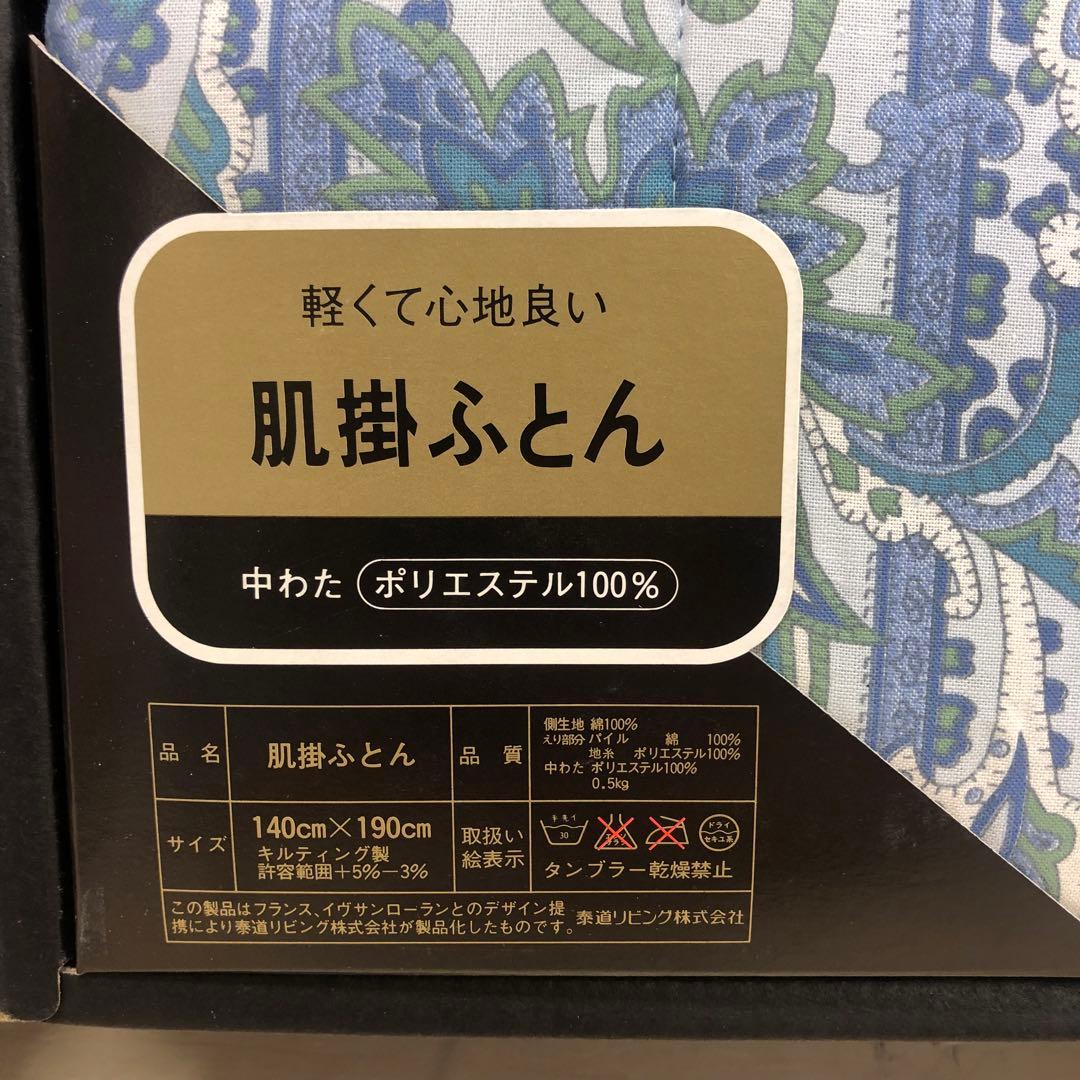 軽くて心地良い
肌掛ふとん
中わた ポリエステル100%
品名 肌掛ふとん 品質
側生地 綿100%
えり部分 パイル 綿 100%
地糸 ポリエステル100%
中わた ポリエステル100%
0.5kg
サイズ
140cm×190cm
キルティング製
許容範囲+5%−3%
取扱い
絵表示
手洗イ
30
ドライ
セキユ系
タンブラー乾燥禁止
この製品はフランス、イヴサンローランとのデザイン提
携により泰道リビング株式会社が製品化したものです。
泰道リビング株式会社